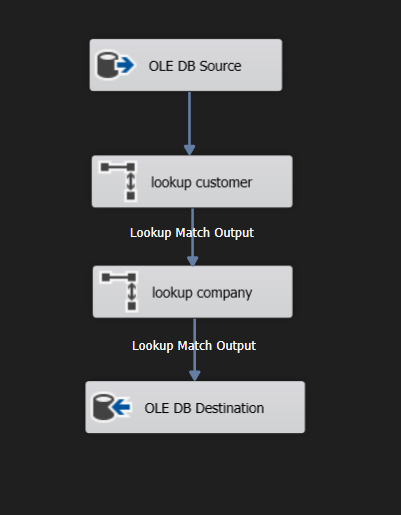 OLE DB Source
lookup customer
Lookup Match Output
lookup company
Lookup Match Output
OLE DB Destination